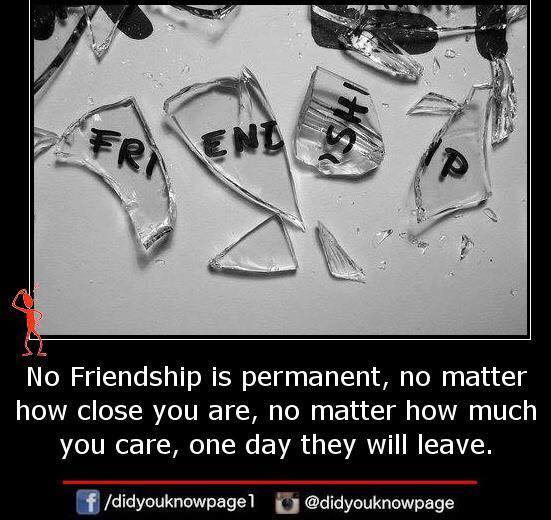 FRI END SHI P
No Friendship is permanent, no matter
how close you are, no matter how much
you care, one day they will leave.
/didyouknowpage1 @didyouknowpage